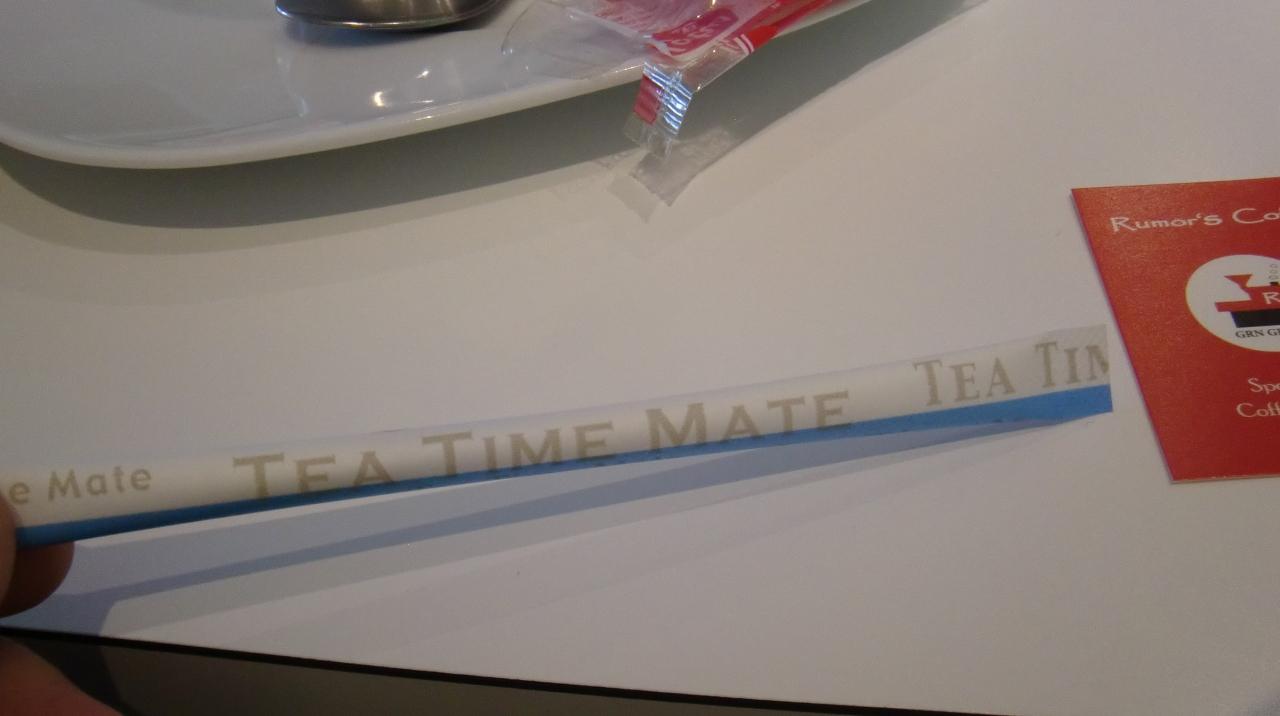 Rumor's Co
R
GRN G
Spe
Coff
e Mate TEA TIME MATE TEA TIM